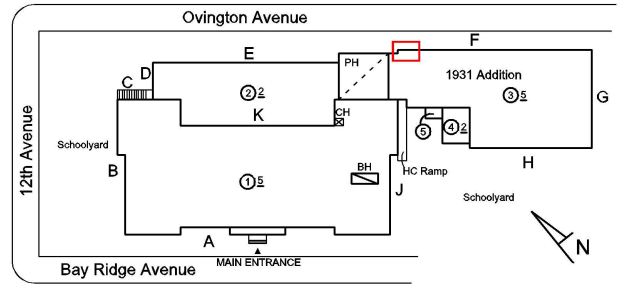 Ovington Avenue
12th Avenue
E
F
PH
1931 Addition
D
C
2 2
3 5
G
K
CH
5
4 2
Schoolyard
B
1 5
BH
HC Ramp
H
J
Schoolyard
A
MAIN ENTRANCE
N
Bay Ridge Avenue